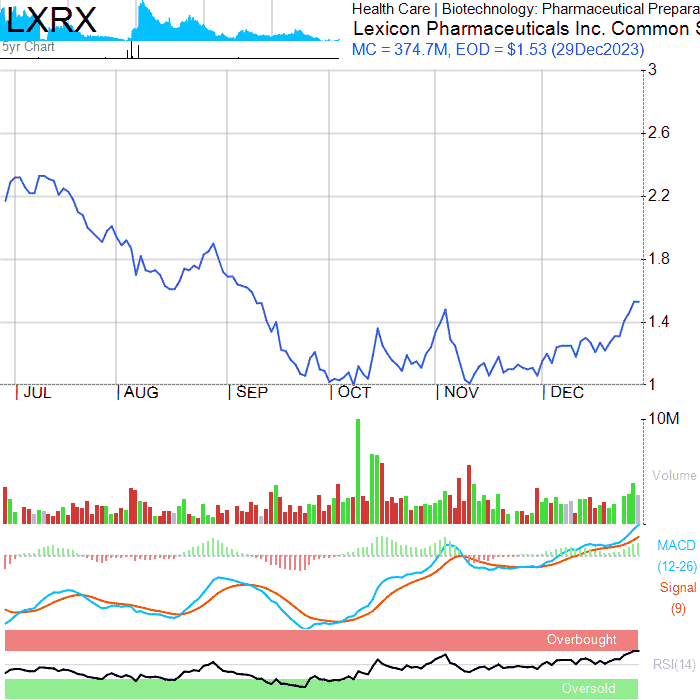 LXRX
5yr Chart
Health Care | Biotechnology: Pharmaceutical Prepara
Lexicon Pharmaceuticals Inc. Common S
MC = 374.7M, EOD = $1.53 (29Dec2023)
3
2.6
2.2
1.8
1.4
1
JUL AUG SEP OCT NOV DEC
10M
Volume
MACD
(12-26)
Signal
(9)
Overbought
RSI(14)
Oversold